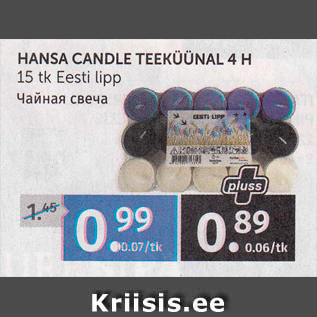 HANSA CANDLE TEEKÜÜNAL 4 H
15 tk Eesti lipp
Чайная свеча
EESTI LIPP
pluss
1.45
0.99
0.07/tk
0.89
0.06/tk
Kriisis.ee